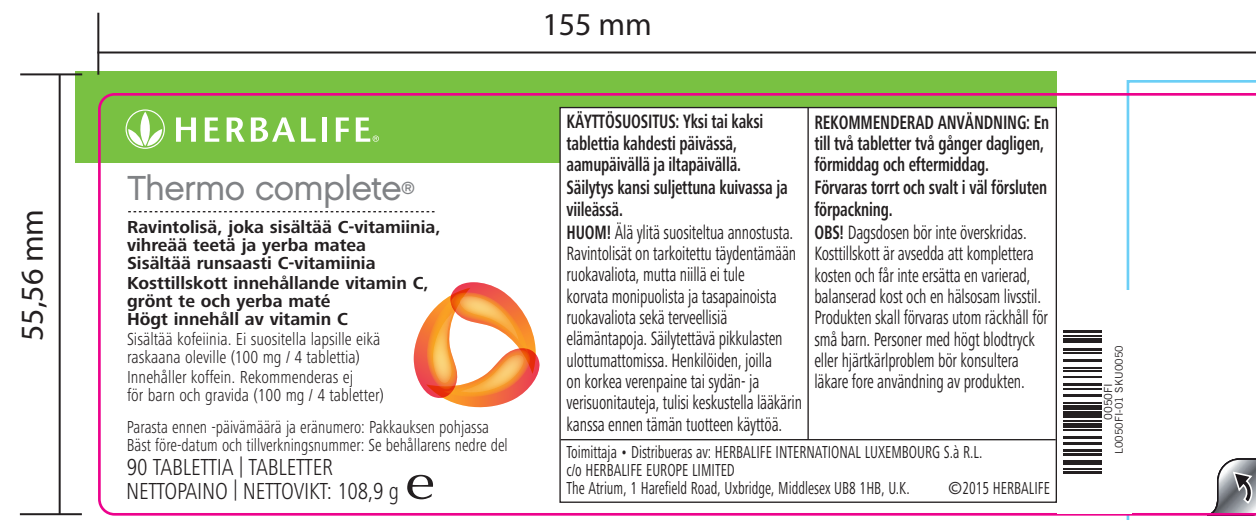 155 mm
55,56 mm
HERBALIFE®
Thermo complete®
Ravintolisä, joka sisältää C-vitamiinia,
vihreää teetä ja yerba matea
Sisältää runsaasti C-vitamiinia
Kosttillskott innehållande vitamin C,
grönt te och yerba maté
Högt innehåll av vitamin C
Sisältää kofeiinia. Ei suositella lapsille eikä
raskaana oleville (100 mg / 4 tablettia)
Innehåller koffein. Rekommenderas ej
för barn och gravida (100 mg / 4 tabletter)
Parasta ennen -päivämäärä ja eränumero: Pakkauksen pohjassa
Bäst före-datum och tillverkningsnummer: Se behållarens nedre del
90 TABLETTIA | TABLETTER
NETTOPAINO | NETTOVIKT: 108,9 g e
KÄYTTÖSUOSITUS: Yksi tai kaksi
tablettia kahdesti päivässä,
aamupäivällä ja iltapäivällä.
Säilytys kansi suljettuna kuivassa ja
viileässä.
HUOM! Älä ylitä suositeltua annostusta.
Ravintolisät on tarkoitettu täydentämään
ruokavaliota, mutta niillä ei tule
korvata monipuolista ja tasapainoista
ruokavaliota sekä terveellisiä
elämäntapoja. Säilytettävä pikkulasten
ulottumattomissa. Henkilöiden, joilla
on korkea verenpaine tai sydän- ja
verisuonitauteja, tulisi keskustella lääkärin
kanssa ennen tämän tuotteen käyttöä.
REKOMMENDERAD ANVÄNDNING: En
till två tabletter två gånger dagligen,
förmiddag och eftermiddag.
Förvaras torrt och svalt i väl försluten
förpackning.
OBS! Dagsdosen bör inte överskridas.
Kosttillskott är avsedda att komplettera
kosten och får inte ersätta en varierad,
balanserad kost och en hälsosam livsstil.
Produkten skall förvaras utom räckhåll för
små barn. Personer med högt blodtryck
eller hjärtkärlproblem bör konsultera
läkare fore användning av produkten.
Toimittaja • Distribueras av: HERBALIFE INTERNATIONAL LUXEMBOURG S.à R.L.
c/o HERBALIFE EUROPE LIMITED
The Atrium, 1 Harefield Road, Uxbridge, Middlesex UB8 1HB, U.K. ©2015 HERBALIFE
0050FI
L0050FI-01 SKU0050